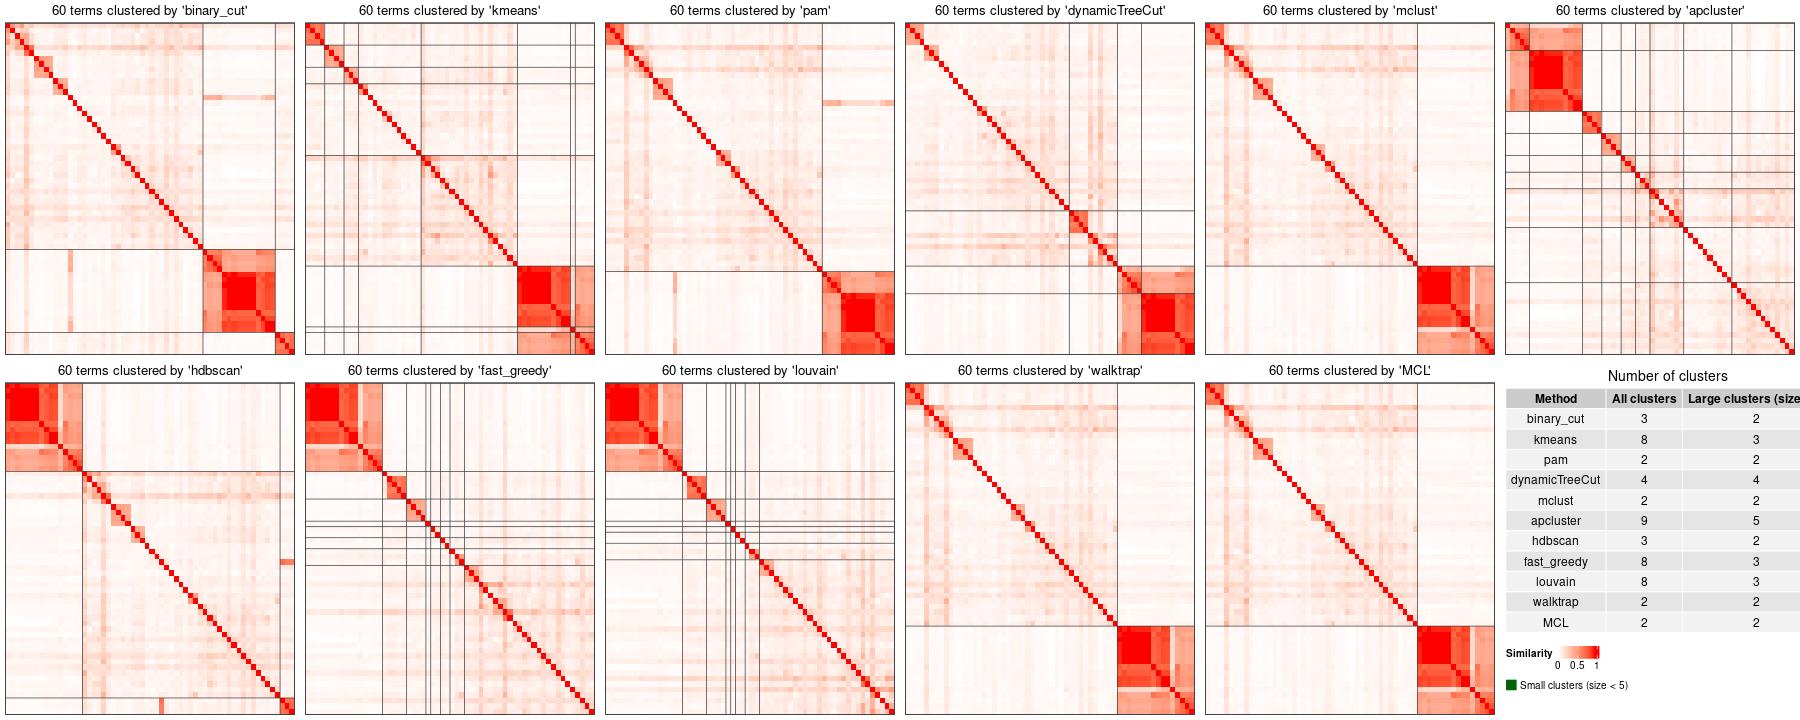 60 terms clustered by 'binary_cut'
60 terms clustered by 'kmeans'
60 terms clustered by 'pam'
60 terms clustered by 'dynamicTreeCut'
60 terms clustered by 'mclust'
60 terms clustered by 'apcluster'
60 terms clustered by 'hdbscan'
60 terms clustered by 'fast_greedy'
60 terms clustered by 'louvain'
60 terms clustered by 'walktrap'
60 terms clustered by 'MCL'
Number of clusters
Method All clusters Large clusters (size
binary_cut 3 2
kmeans 8 3
pam 2 2
dynamicTreeCut 4 4
mclust 2 2
apcluster 9 5
hdbscan 3 2
fast_greedy 8 3
louvain 8 3
walktrap 2 2
MCL 2 2
Similarity
0 0.5 1
Small clusters (size < 5)